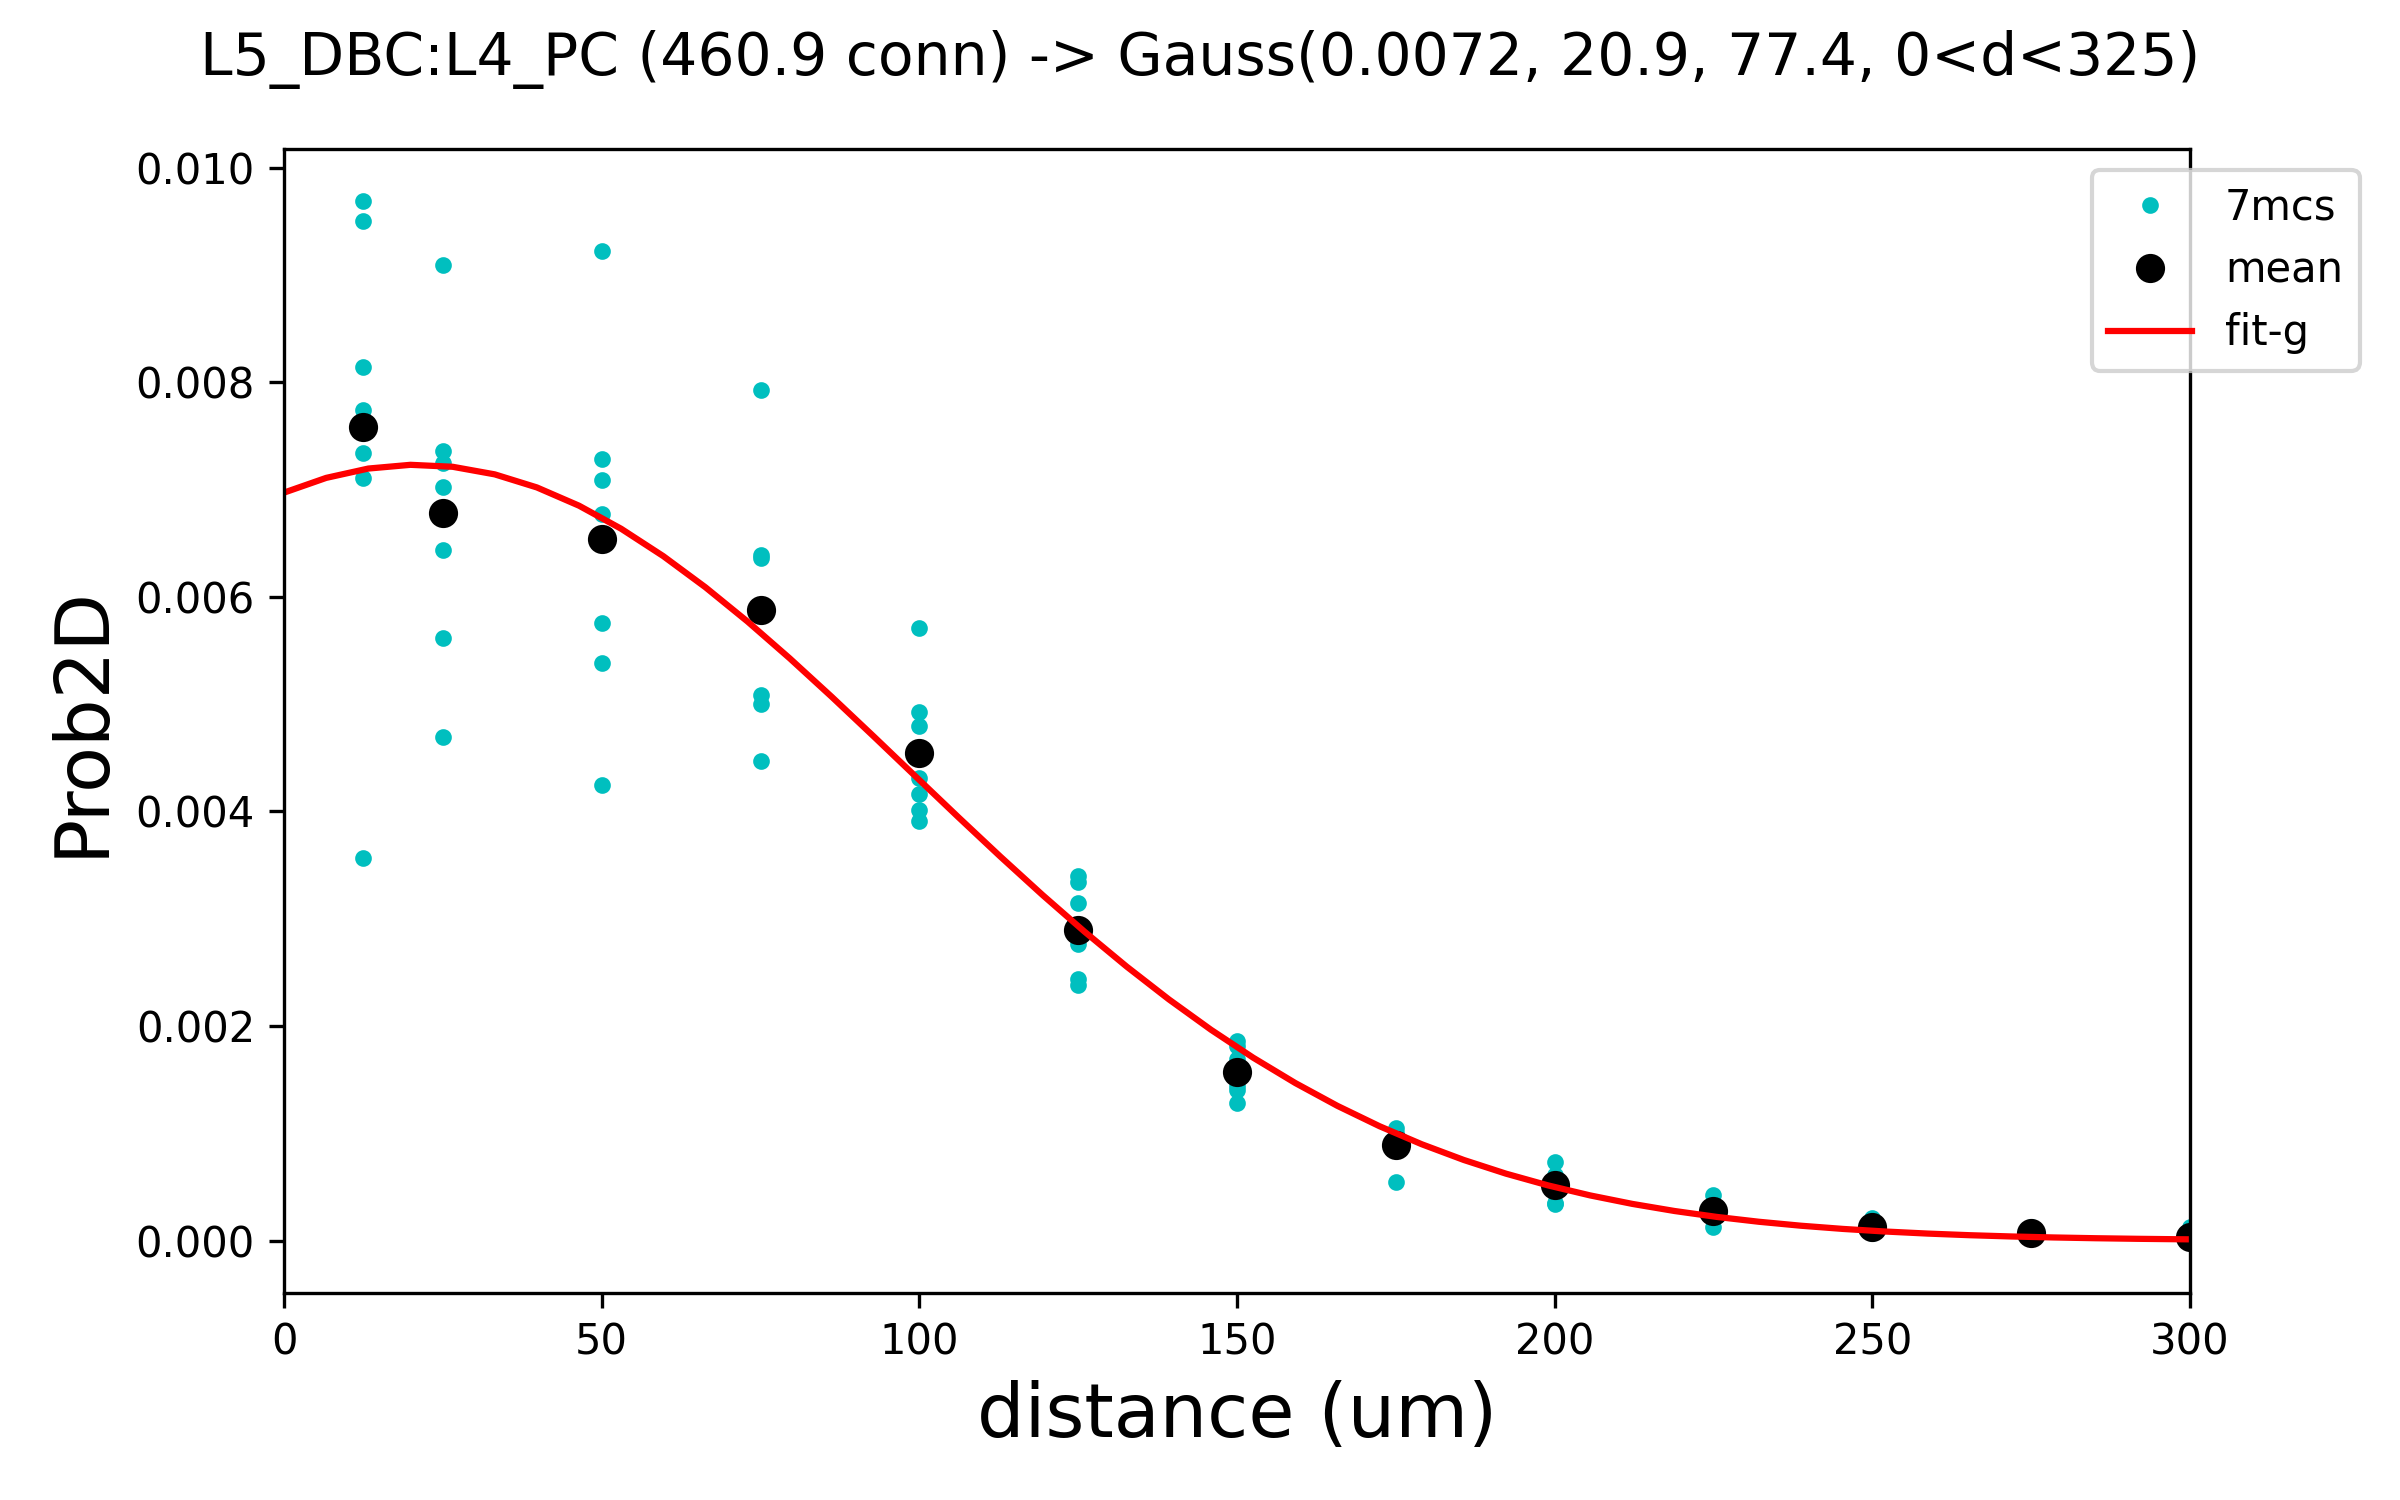 L5_DBC:L4_PC (460.9 conn) -> Gauss(0.0072, 20.9, 77.4, 0<d<325)
7mcs
mean
fit-g
Prob2D
0.010
0.008
0.006
0.004
0.002
0.000
0 50 100 150 200 250 300
distance (um)